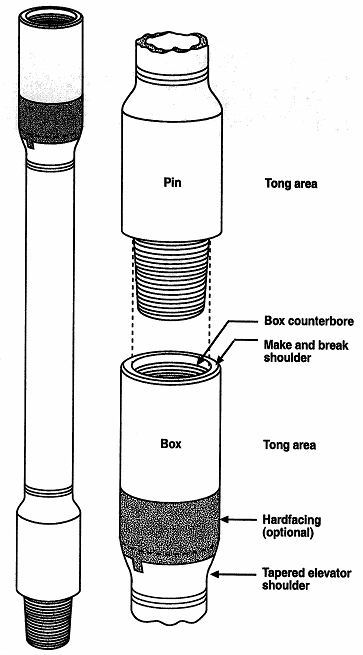 Pin
Tong area
Box counterbore
Make and break
shoulder
Box
Tong area
Hardfacing
(optional)
Tapered elevator
shoulder